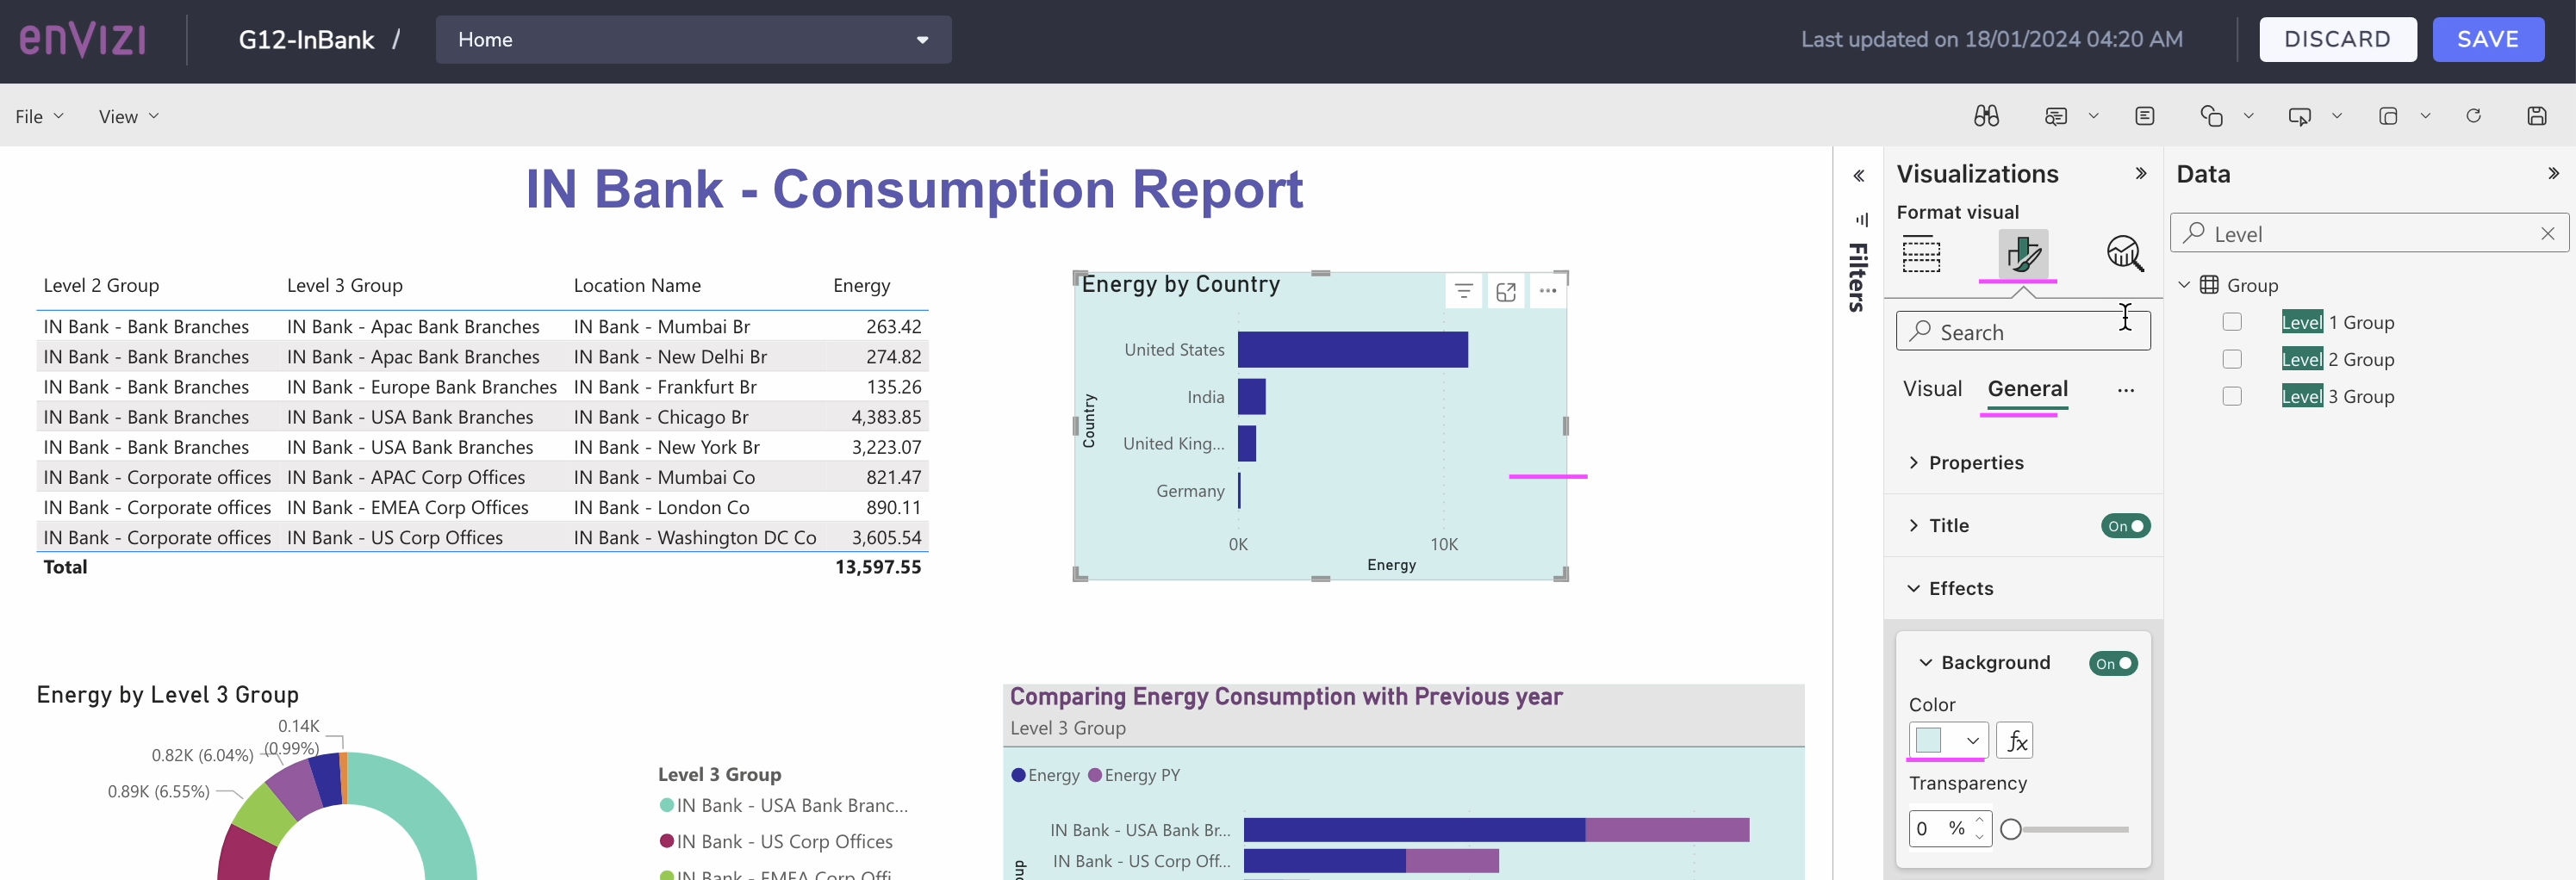 enVIZI
G12-InBank /
Home
Last updated on 18/01/2024 04:20 AM
DISCARD
SAVE
File
View
IN Bank - Consumption Report
Level 2 Group Level 3 Group Location Name Energy
IN Bank - Bank Branches IN Bank - Apac Bank Branches IN Bank - Mumbai Br 263.42
IN Bank - Bank Branches IN Bank - Apac Bank Branches IN Bank - New Delhi Br 274.82
IN Bank - Bank Branches IN Bank - Europe Bank Branches IN Bank - Frankfurt Br 135.26
IN Bank - Bank Branches IN Bank - USA Bank Branches IN Bank - Chicago Br 4,383.85
IN Bank - Bank Branches IN Bank - USA Bank Branches IN Bank - New York Br 3,223.07
IN Bank - Corporate offices IN Bank - APAC Corp Offices IN Bank - Mumbai Co 821.47
IN Bank - Corporate offices IN Bank - EMEA Corp Offices IN Bank - London Co 890.11
IN Bank - Corporate offices IN Bank - US Corp Offices IN Bank - Washington DC Co 3,605.54
Total 13,597.55
Energy by Country
Country
United States
India
United King...
Germany
0K 10K
Energy
Energy by Level 3 Group
0.14K
(0.99%)
0.82K (6.04%)
0.89K (6.55%)
Level 3 Group
IN Bank - USA Bank Branc...
IN Bank - US Corp Offices
IN Bank - EMEA Corp Offi...
Comparing Energy Consumption with Previous year
Level 3 Group
Energy Energy PY
IN Bank - USA Bank Br...
IN Bank - US Corp Off...
Filters
Visualizations
Format visual
Search
Visual General
Properties
Title On
Effects
Background On
Color
fx
Transparency
0 %
Data
Level
Group
Level 1 Group
Level 2 Group
Level 3 Group